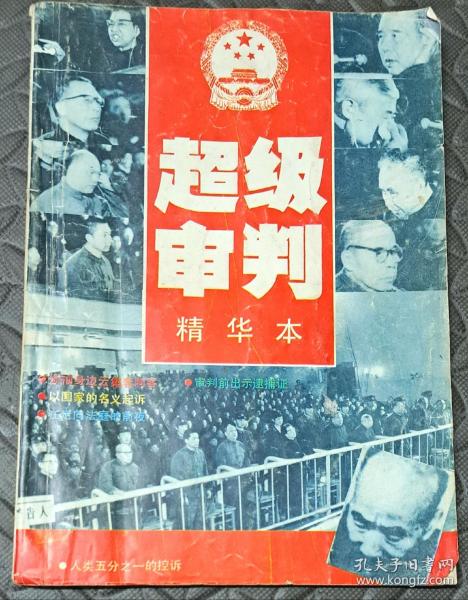 超级
审判
精华本
●审判前出示逮捕证
●以国家的名义起诉
省人
●人类五分之一的控诉
孔夫子旧书网
www.kongfz.com